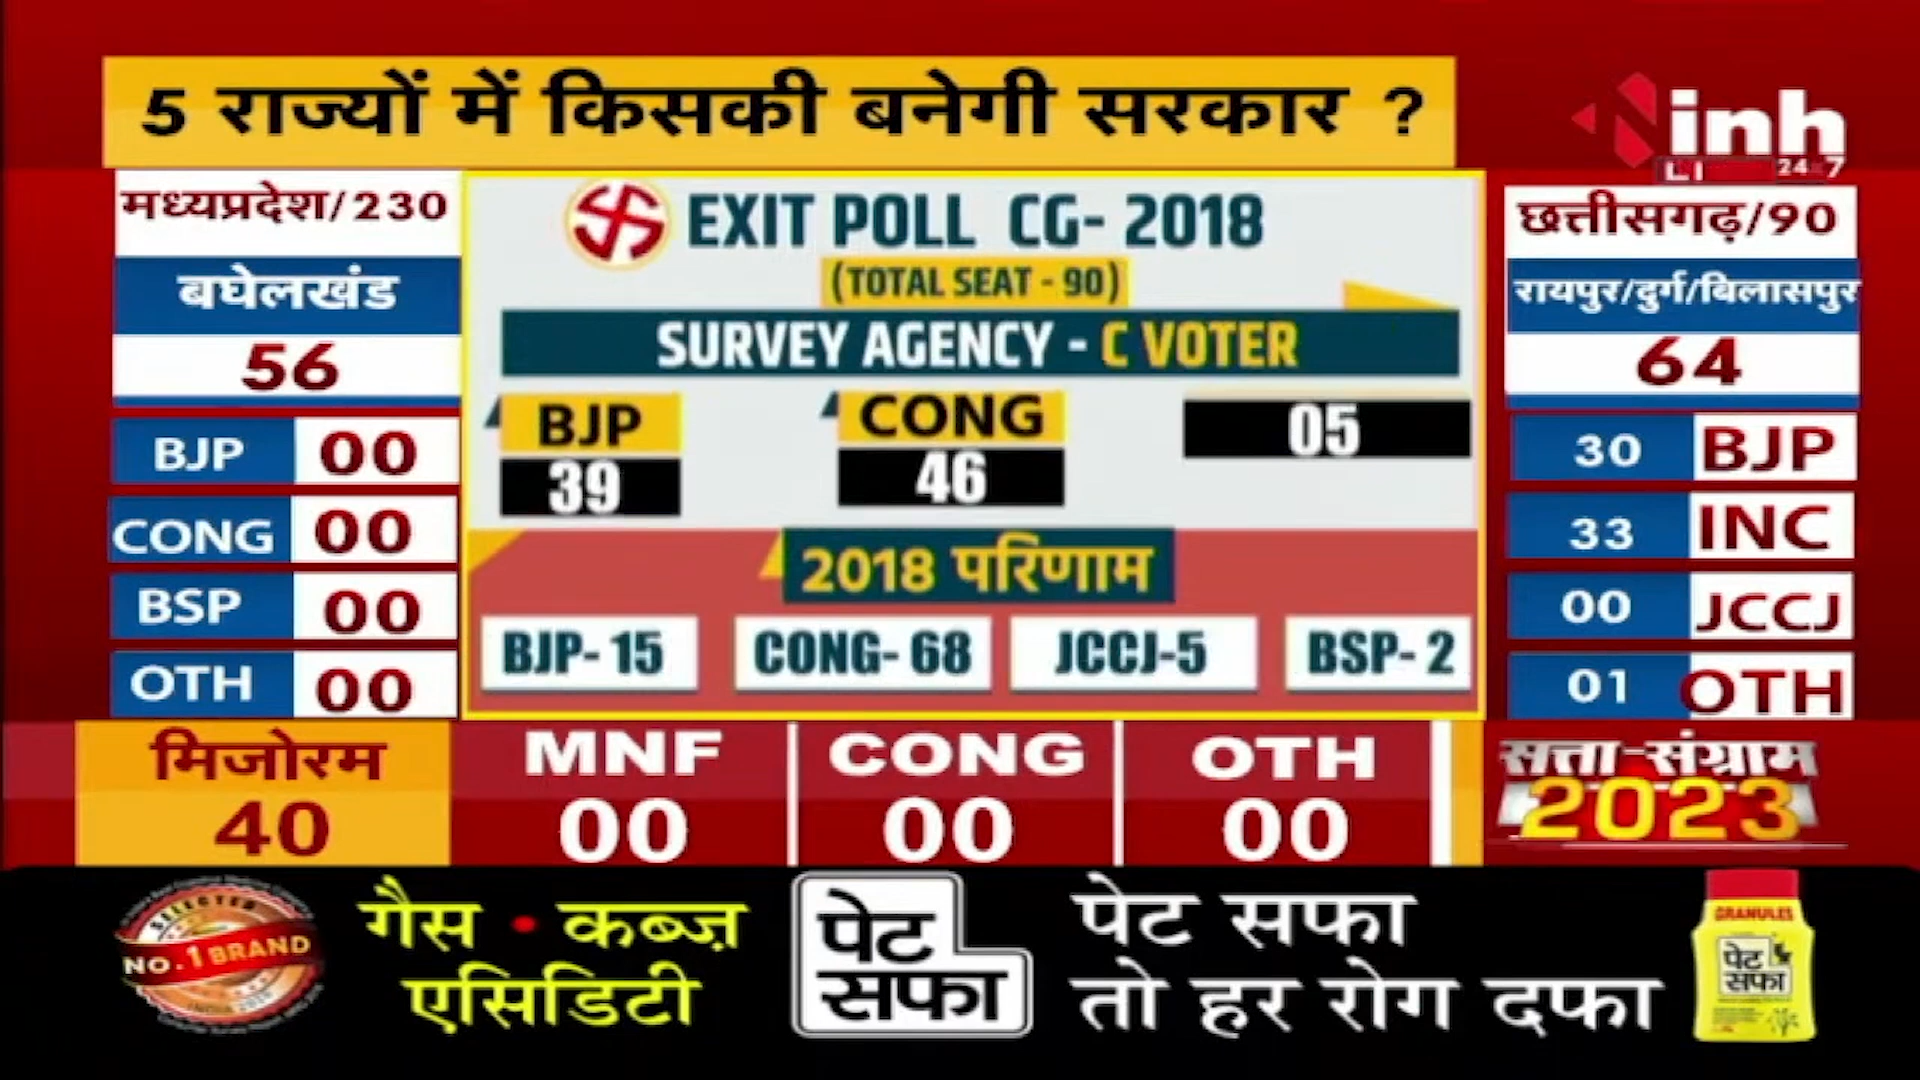 5 राज्यों में किसकी बनेगी सरकार ?
inh
24x7
मध्यप्रदेश/230
बघेलखंड
56
BJP 00
CONG 00
BSP 00
OTH 00
EXIT POLL CG- 2018
(TOTAL SEAT - 90)
SURVEY AGENCY - C VOTER
BJP
39
CONG
46
05
2018 परिणाम
BJP- 15
CONG- 68
JCCJ-5
BSP- 2
छत्तीसगढ़/90
रायपुर/दुर्ग/बिलासपुर
64
30 BJP
33 INC
00 JCCJ
01 OTH
मिजोरम
40
MNF
00
CONG
00
OTH
00
सत्ता-संग्राम
2023
SELECTED
NO.1 BRAND
गैस • कब्ज़
एसिडिटी
पेट
सफा
पेट सफा
तो हर रोग दफा
GRANULES
पेट
सफा